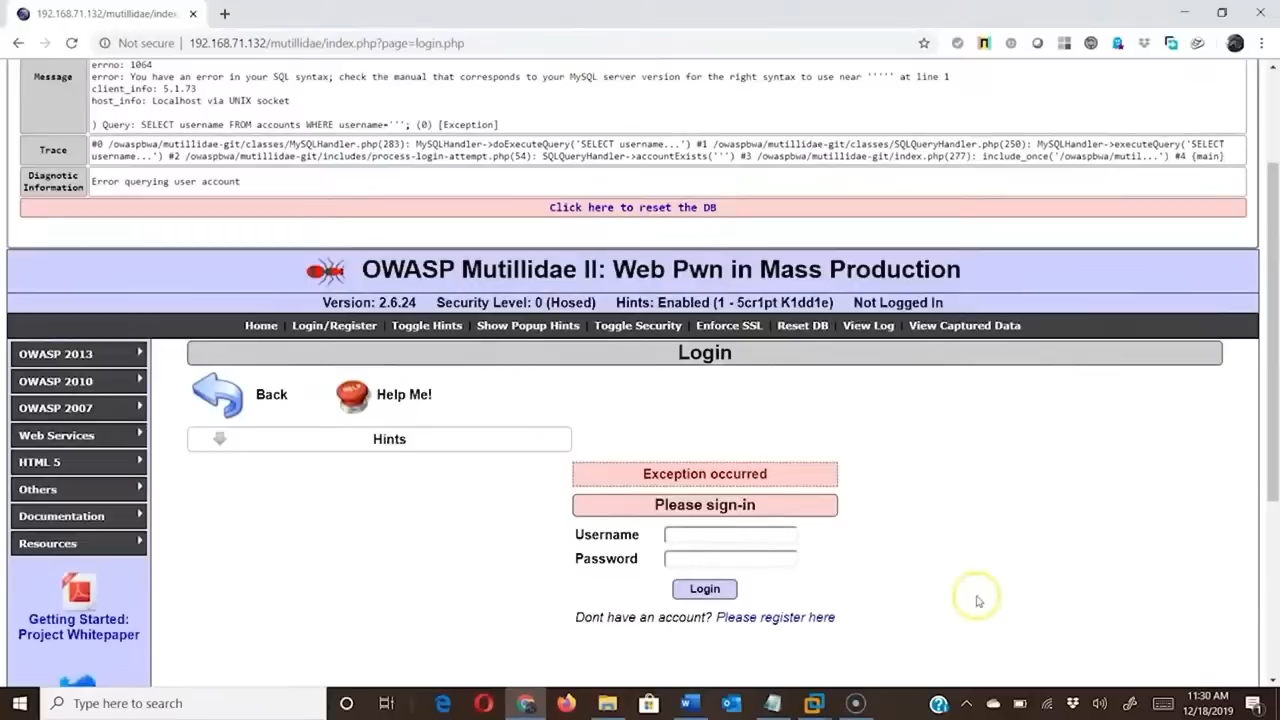 192.168.71.132/mutillidae/index
Not secure
192.168.71.132/mutillidae/index.php?page=login.php
Message
errno: 1064
error: You have an error in your SQL syntax; check the manual that corresponds to your MySQL server version for the right syntax to use near ''''' at line 1
client_info: 5.1.73
host_info: Localhost via UNIX socket
) Query: SELECT username FROM accounts WHERE username='''; (0) [Exception]
Trace
#0 /owaspbwa/mutillidae-git/classes/MySQLHandler.php(283): MySQLHandler->doExecuteQuery('SELECT username...') #1 /owaspbwa/mutillidae-git/classes/SQLQueryHandler.php(250): MySQLHandler->executeQuery('SELECT
username...') #2 /owaspbwa/mutillidae-git/includes/process-login-attempt.php(54): SQLQueryHandler->accountExists(''') #3 /owaspbwa/mutillidae-git/index.php(277): include_once('/owaspbwa/mutil...') #4 {main}
Diagnostic
Information
Error querying user account
Click here to reset the DB
OWASP Mutillidae II: Web Pwn in Mass Production
Version: 2.6.24 Security Level: 0 (Hosed) Hints: Enabled (1 - 5cr1pt K1dd1e) Not Logged In
Home | Login/Register | Toggle Hints | Show Popup Hints | Toggle Security | Enforce SSL | Reset DB | View Log | View Captured Data
OWASP 2013
OWASP 2010
OWASP 2007
Web Services
HTML 5
Others
Documentation
Resources
Getting Started:
Project Whitepaper
Login
Back
HELP
Help Me!
Hints
Exception occurred
Please sign-in
Username
Password
Login
Dont have an account? Please register here
Type here to search
11:30 AM
12/18/2019